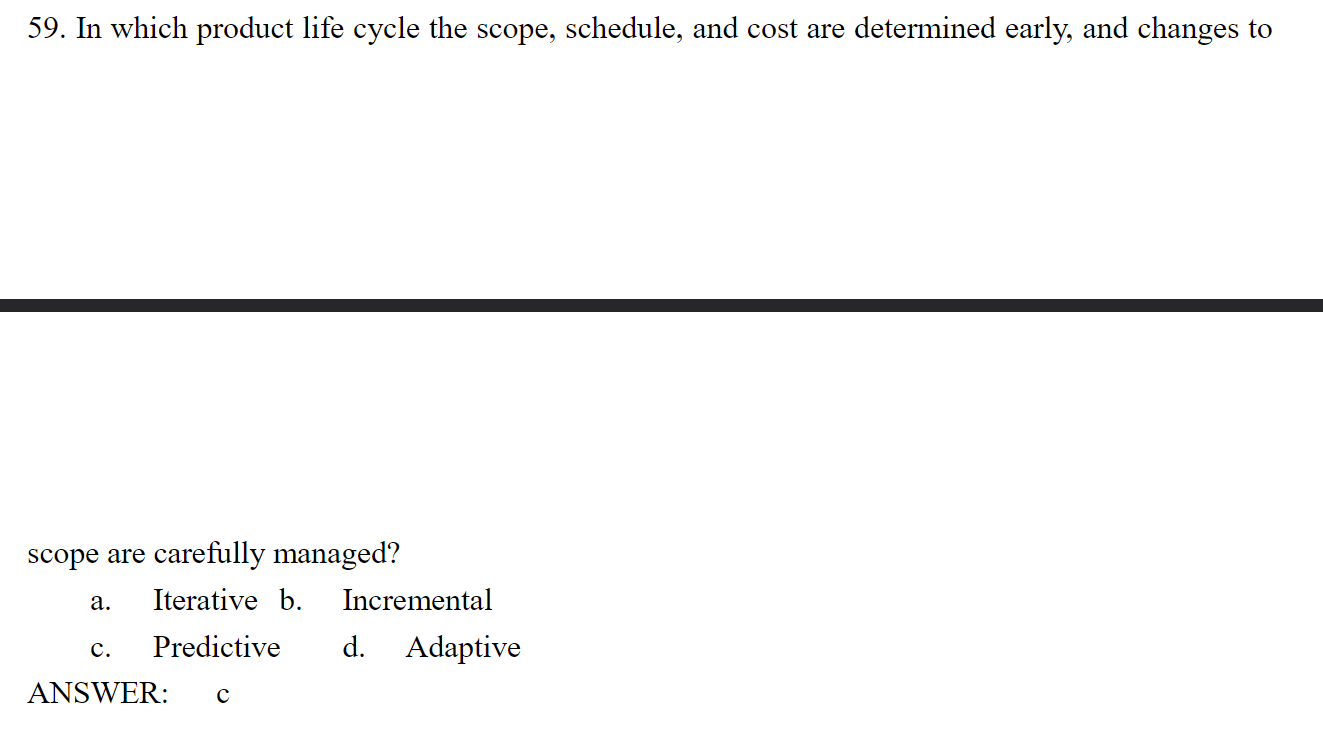 59. In which product life cycle the scope, schedule, and cost are determined early, and changes to
scope are carefully managed?
a. Iterative b. Incremental
c. Predictive d. Adaptive
ANSWER: c